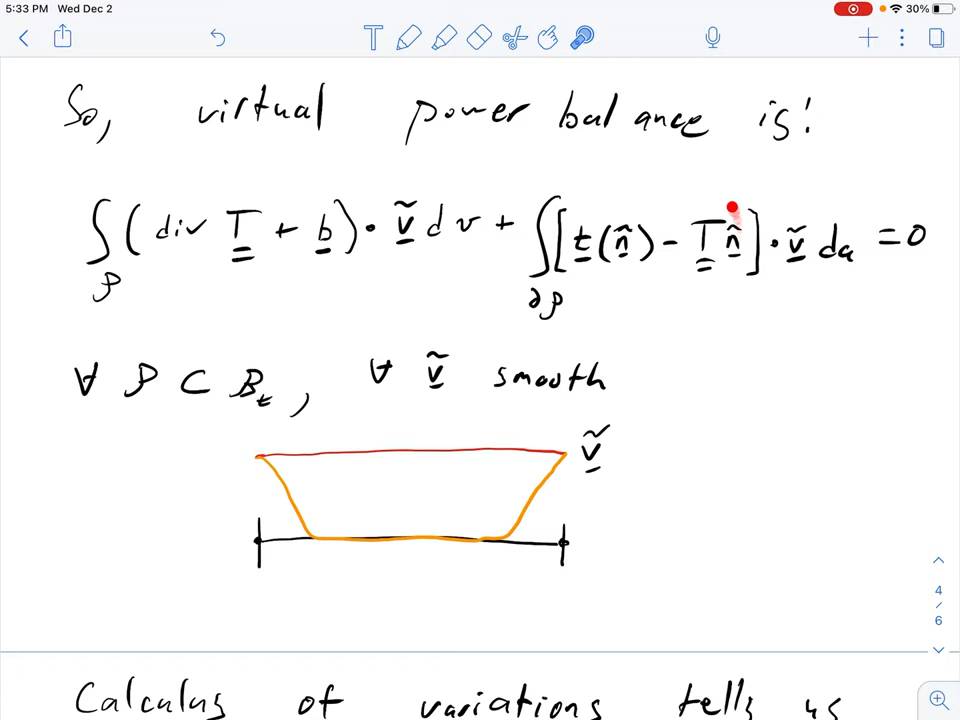 5:33 PM Wed Dec 2
30%
T
So, virtual power balance is:
∫_𝒫 (div T + b) · ṽ dv + ∫_∂𝒫 [t(n̂) − T n̂] · ṽ da = 0
∀ 𝒫 ⊂ ℬ_t, ∀ ṽ smooth
ṽ
4
/
6
Calculus of variations tells us